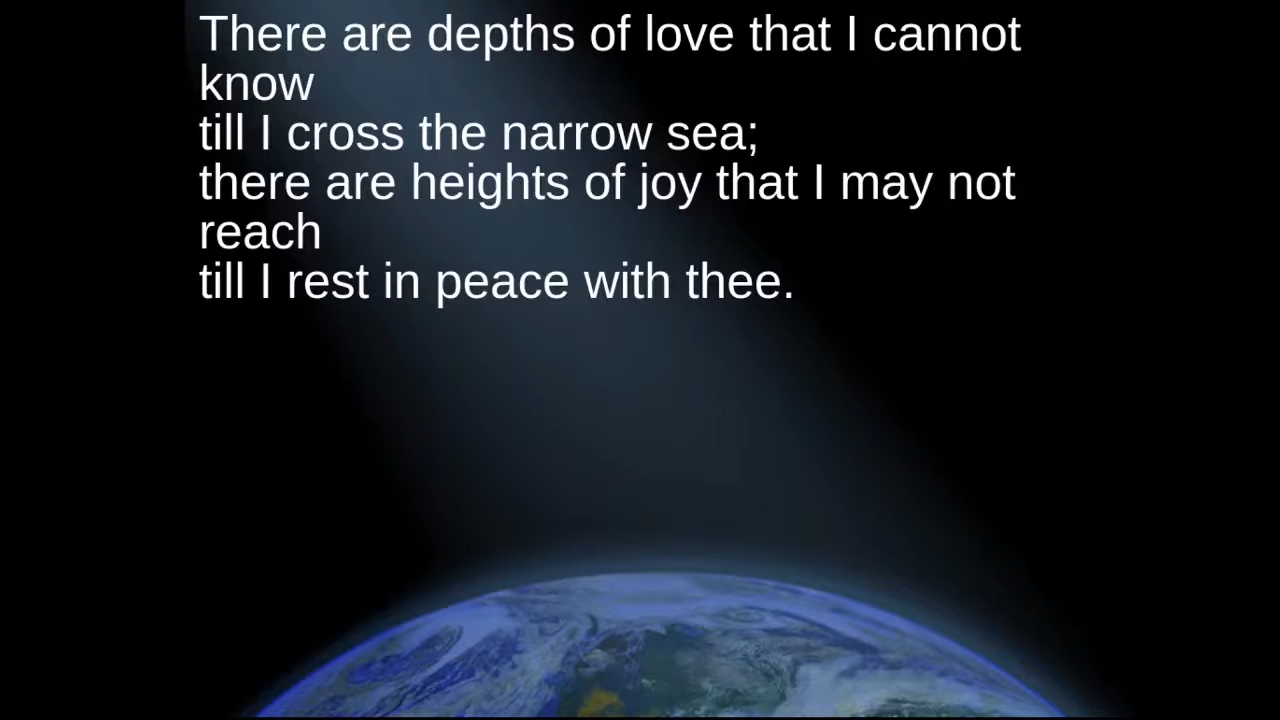 There are depths of love that I cannot
know
till I cross the narrow sea;
there are heights of joy that I may not
reach
till I rest in peace with thee.